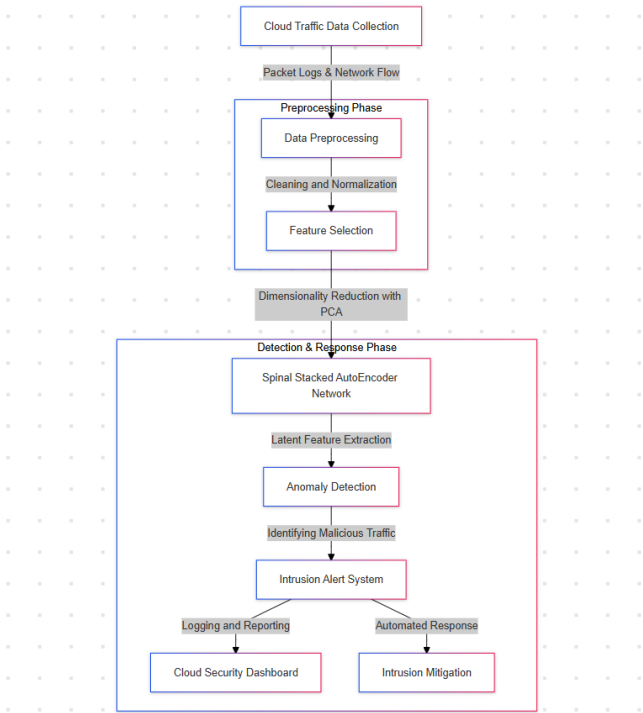 Cloud Traffic Data Collection
Packet Logs & Network Flow
Preprocessing Phase
Data Preprocessing
Cleaning and Normalization
Feature Selection
Dimensionality Reduction with
PCA
Detection & Response Phase
Spinal Stacked AutoEncoder
Network
Latent Feature Extraction
Anomaly Detection
Identifying Malicious Traffic
Intrusion Alert System
Logging and Reporting
Automated Response
Cloud Security Dashboard
Intrusion Mitigation